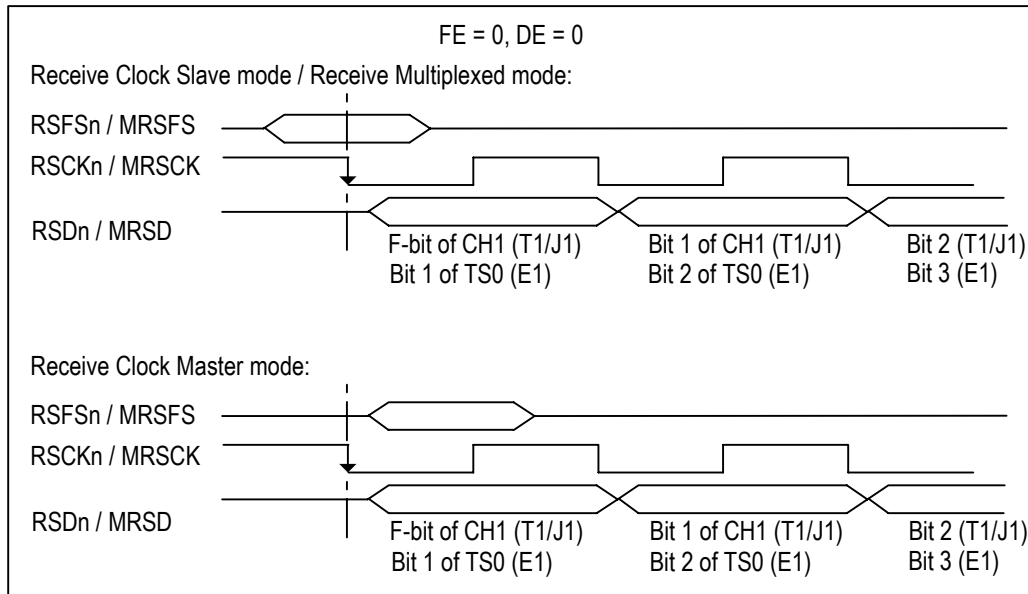 FE = 0, DE = 0
Receive Clock Slave mode / Receive Multiplexed mode:
RSFSn / MRSFS
RSCKn / MRSCK
RSDn / MRSD
F-bit of CH1 (T1/J1) Bit 1 of CH1 (T1/J1) Bit 2 (T1/J1)
Bit 1 of TS0 (E1) Bit 2 of TS0 (E1) Bit 3 (E1)
Receive Clock Master mode:
RSFSn / MRSFS
RSCKn / MRSCK
RSDn / MRSD
F-bit of CH1 (T1/J1) Bit 1 of CH1 (T1/J1) Bit 2 (T1/J1)
Bit 1 of TS0 (E1) Bit 2 of TS0 (E1) Bit 3 (E1)